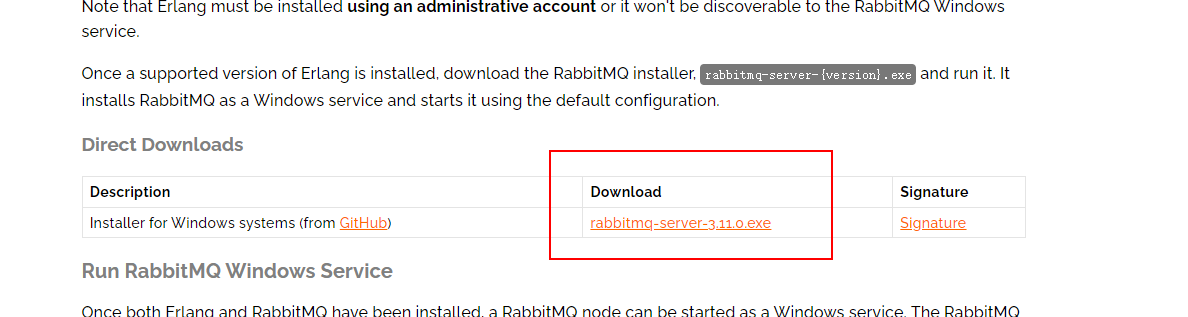 Note that Erlang must be installed using an administrative account or it won't be discoverable to the RabbitMQ Windows
service.
Once a supported version of Erlang is installed, download the RabbitMQ installer, rabbitmq-server-{version}.exe and run it. It
installs RabbitMQ as a Windows service and starts it using the default configuration.
Direct Downloads
Description Download Signature
Installer for Windows systems (from GitHub) rabbitmq-server-3.11.0.exe Signature
Run RabbitMQ Windows Service
Once both Erlang and RabbitMQ have been installed, a RabbitMQ node can be started as a Windows service. The RabbitMQ